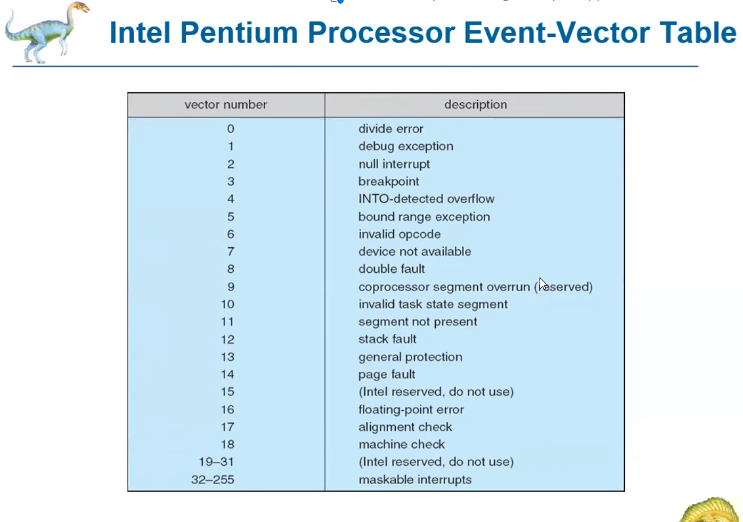 Intel Pentium Processor Event-Vector Table
vector number description
0 divide error
1 debug exception
2 null interrupt
3 breakpoint
4 INTO-detected overflow
5 bound range exception
6 invalid opcode
7 device not available
8 double fault
9 coprocessor segment overrun (reserved)
10 invalid task state segment
11 segment not present
12 stack fault
13 general protection
14 page fault
15 (Intel reserved, do not use)
16 floating-point error
17 alignment check
18 machine check
19–31 (Intel reserved, do not use)
32–255 maskable interrupts